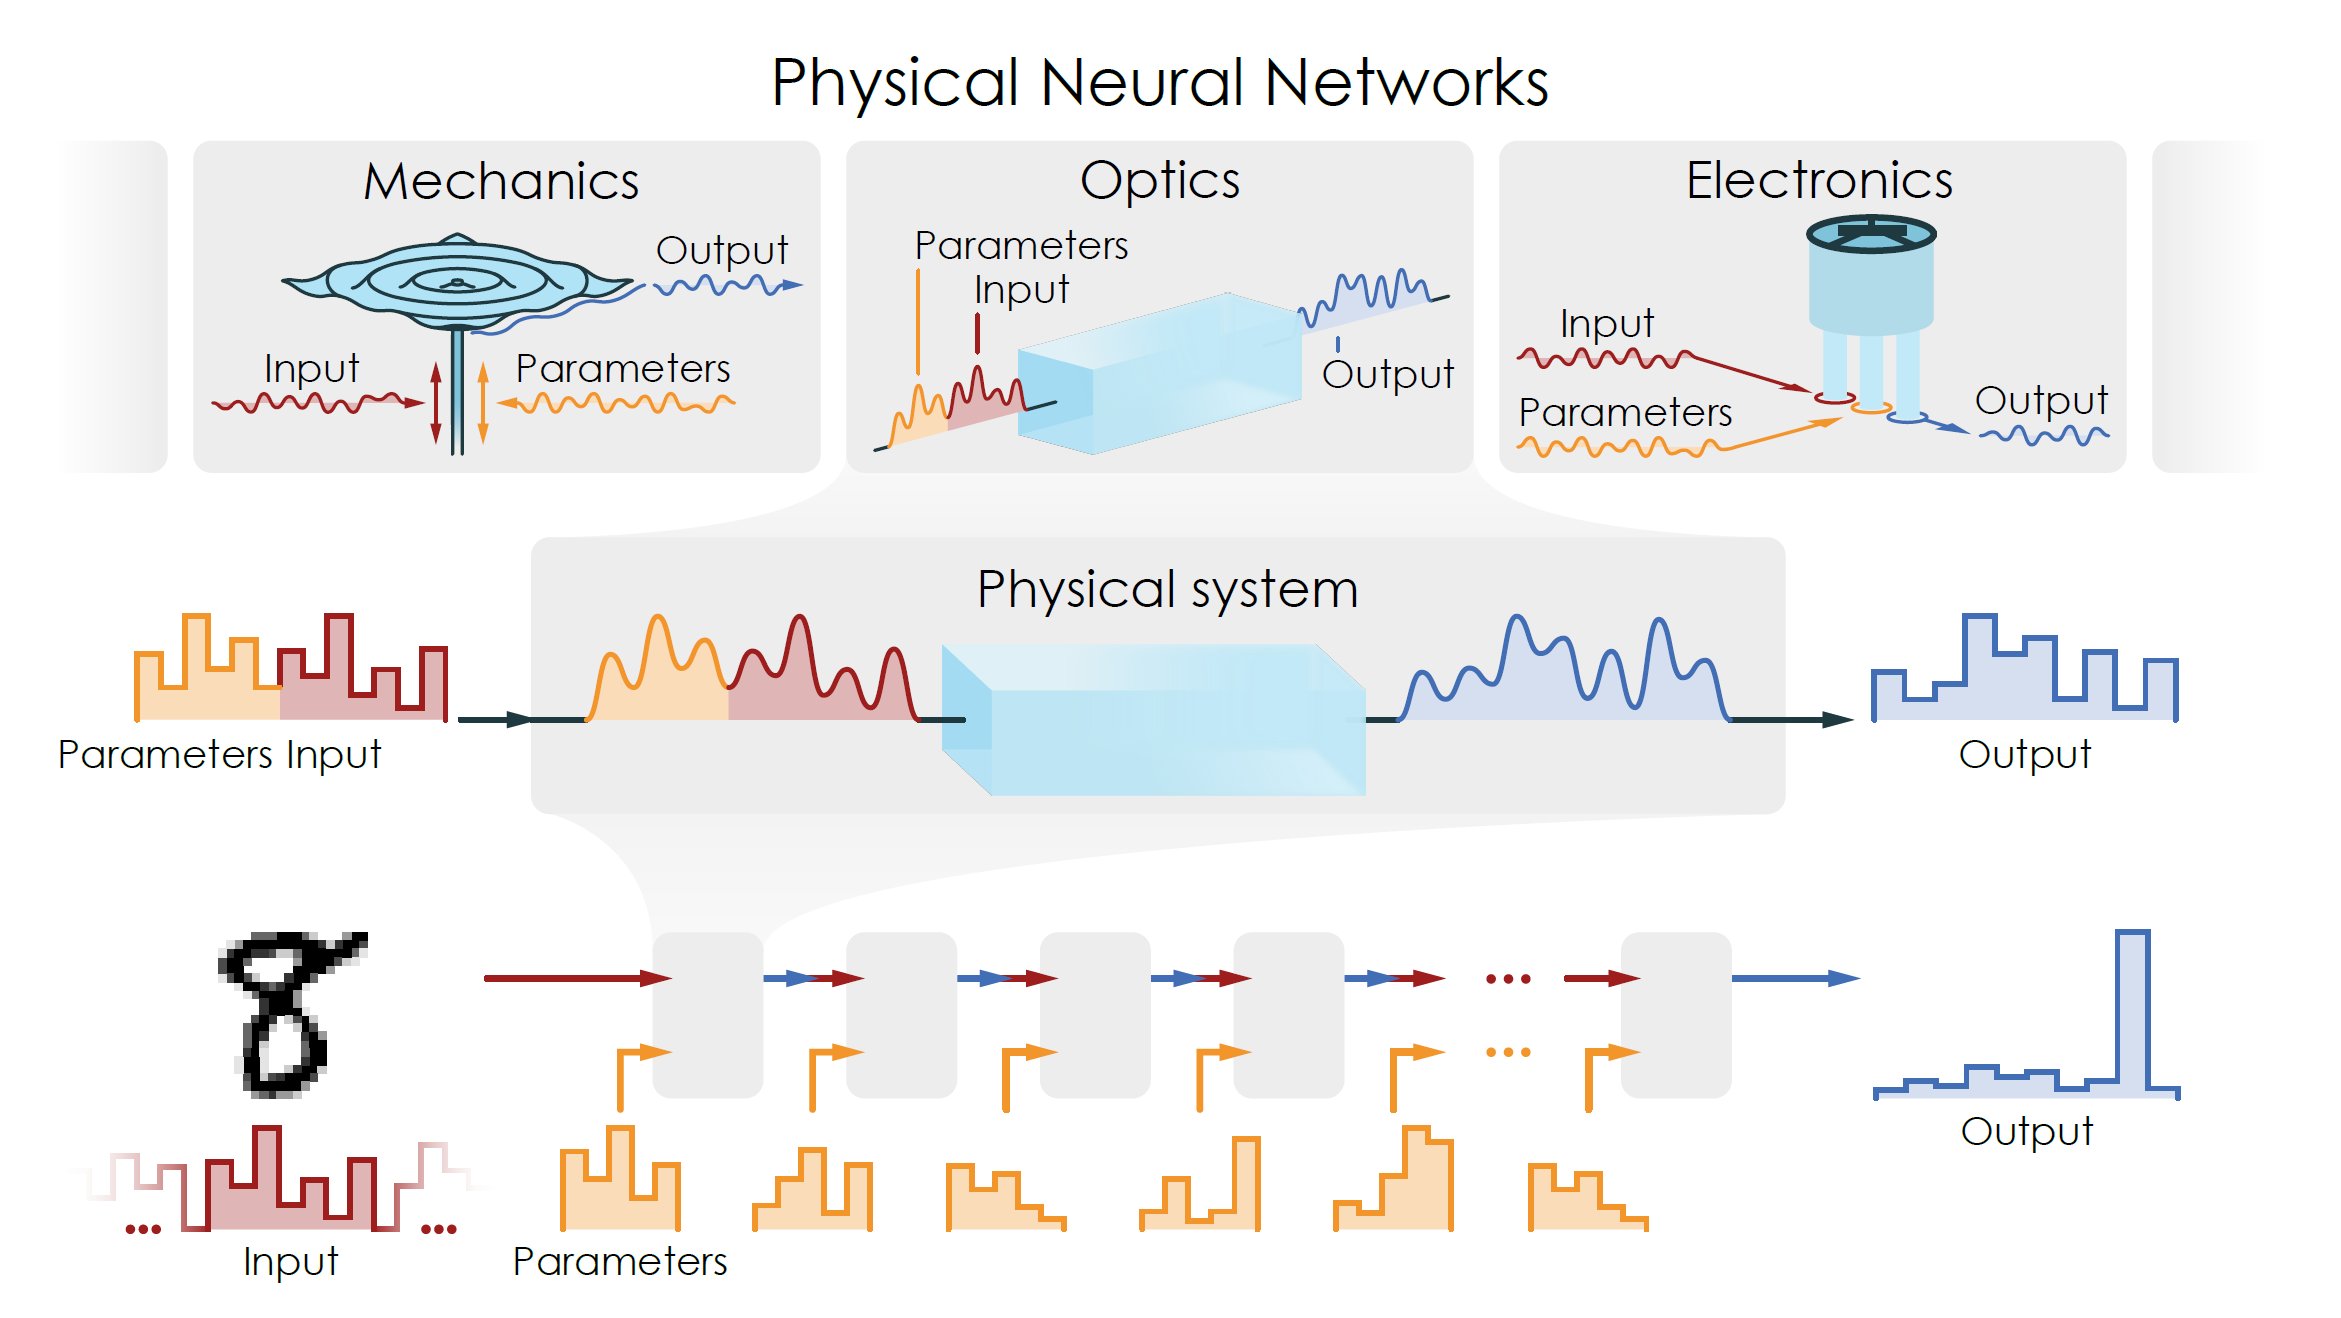 Physical Neural Networks
Mechanics
Output
Input
Parameters
Optics
Parameters
Input
Output
Electronics
Input
Parameters
Output
Physical system
Parameters Input
Output
Input
Parameters
Output